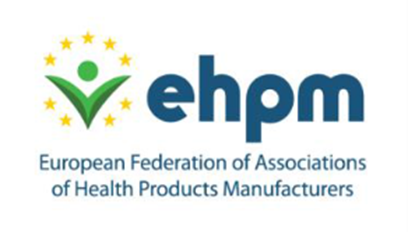 ehpm
European Federation of Associations
of Health Products Manufacturers